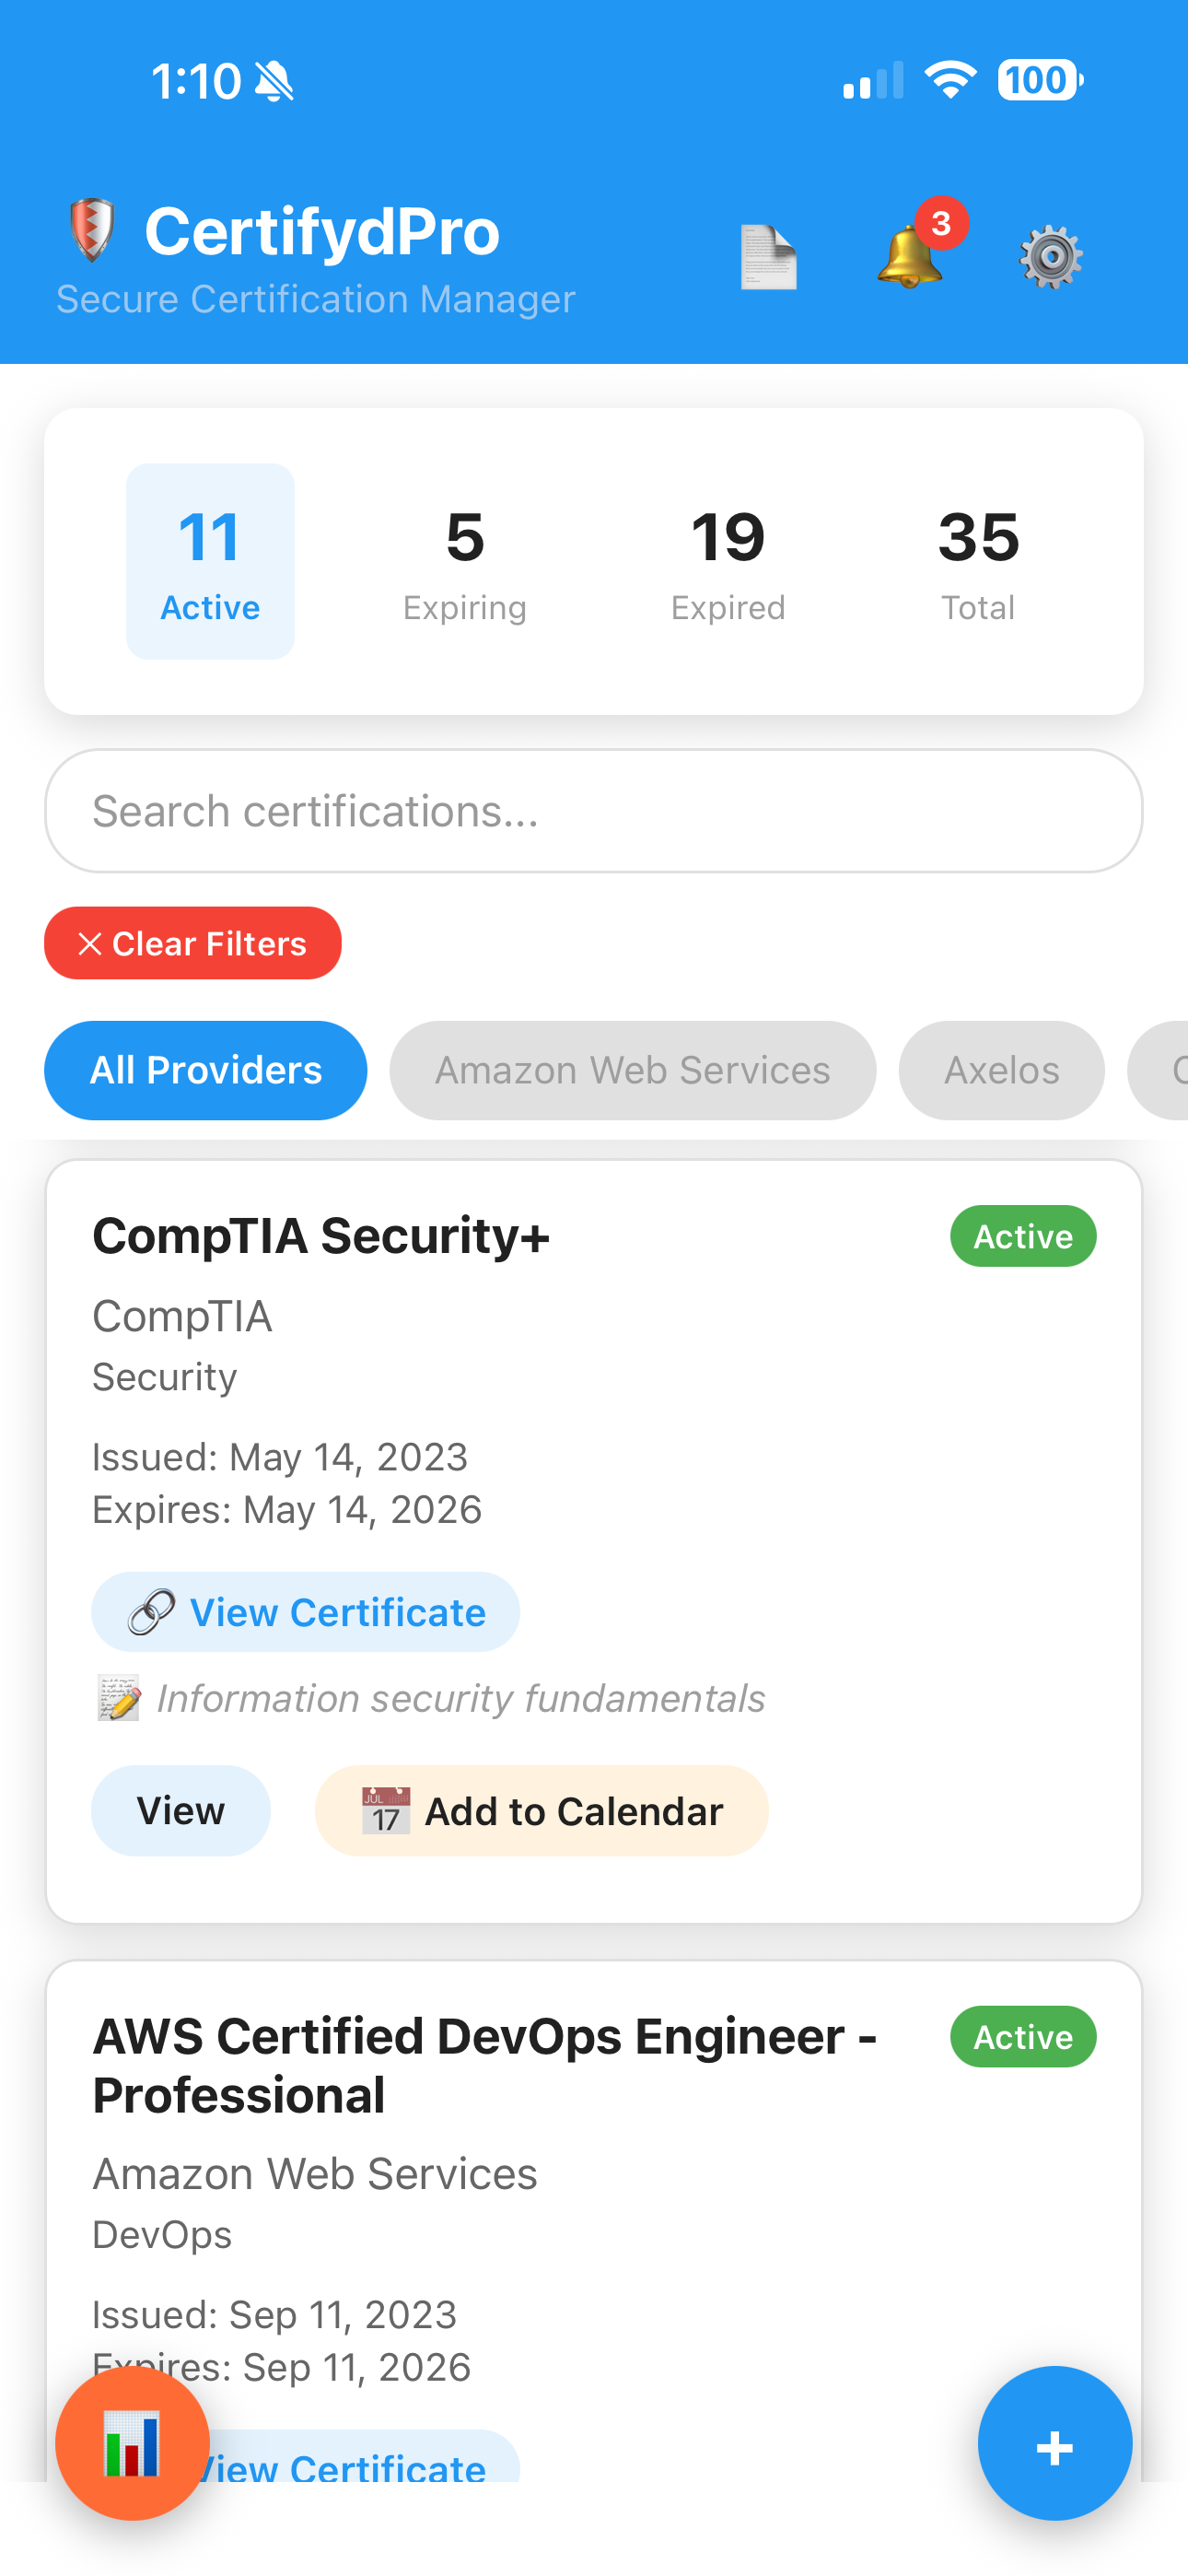 1:10
100
CertifydPro
3
Secure Certification Manager
11
5
19
35
Active
Expiring
Expired
Total
Search certifications...
× Clear Filters
All Providers
Amazon Web Services
Axelos
CompTIA Security+
Active
CompTIA
Security
Issued: May 14, 2023
Expires: May 14, 2026
View Certificate
Information security fundamentals
View
JUL
17
Add to Calendar
AWS Certified DevOps Engineer -
Active
Professional
Amazon Web Services
DevOps
Issued: Sep 11, 2023
Expires: Sep 11, 2026
View Certificate
+